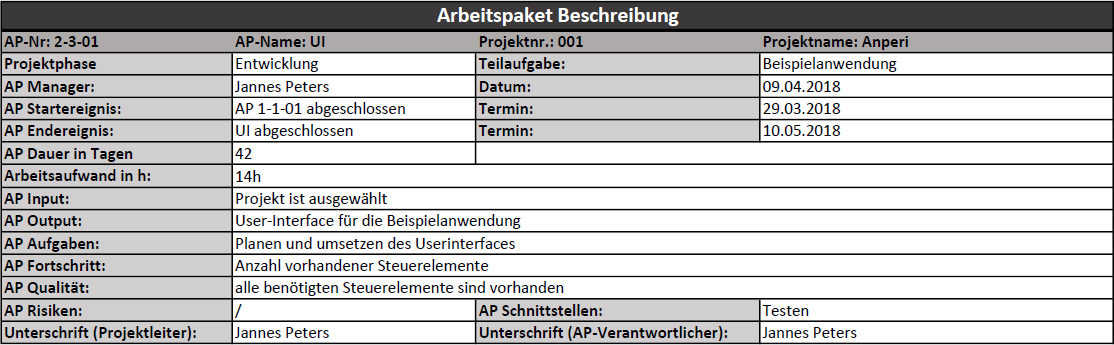 Arbeitspaket Beschreibung
AP-Nr: 2-3-01 AP-Name: UI Projektnr.: 001 Projektname: Anperi
Projektphase Entwicklung Teilaufgabe: Beispielanwendung
AP Manager: Jannes Peters Datum: 09.04.2018
AP Startereignis: AP 1-1-01 abgeschlossen Termin: 29.03.2018
AP Endereignis: UI abgeschlossen Termin: 10.05.2018
AP Dauer in Tagen 42
Arbeitsaufwand in h: 14h
AP Input: Projekt ist ausgewählt
AP Output: User-Interface für die Beispielanwendung
AP Aufgaben: Planen und umsetzen des Userinterfaces
AP Fortschritt: Anzahl vorhandener Steuerelemente
AP Qualität: alle benötigten Steuerelemente sind vorhanden
AP Risiken: / AP Schnittstellen: Testen
Unterschrift (Projektleiter): Jannes Peters Unterschrift (AP-Verantwortlicher): Jannes Peters